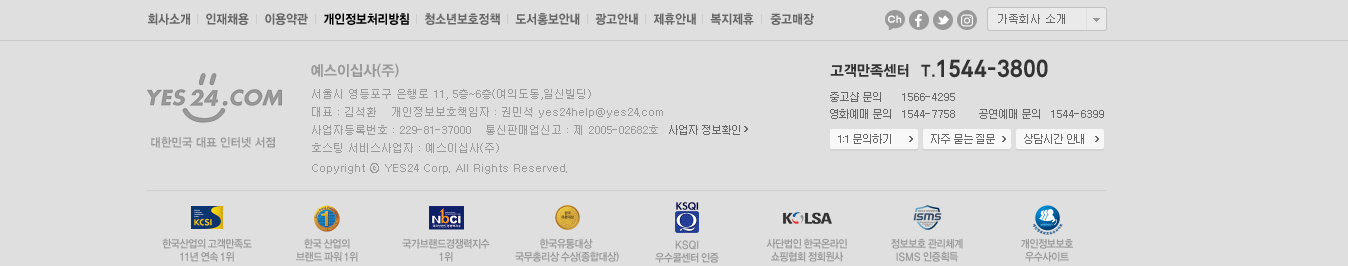 회사소개 인재채용 이용약관 개인정보처리방침 청소년보호정책 도서홍보안내 광고안내 제휴안내 복지제휴 중고매장
Ch 가족회사 소개
YES24.COM
대한민국 대표 인터넷 서점
예스이십사(주)
서울시 영등포구 은행로 11, 5층~6층(여의도동,일신빌딩)
대표 : 김석환 개인정보보호책임자 : 권민석 yes24help@yes24.com
사업자등록번호 : 229-81-37000 통신판매업신고 : 제 2005-02682호 사업자 정보확인
호스팅 서비스사업자 : 예스이십사(주)
Copyright ⓒ YES24 Corp. All Rights Reserved.
고객만족센터 T.1544-3800
중고샵 문의 1566-4295
영화예매 문의 1544-7758 공연예매 문의 1544-6399
1:1 문의하기 자주 묻는 질문 상담시간 안내
KCSI
한국산업의 고객만족도
11년 연속 1위
1
한국 산업의
브랜드 파워 1위
NBCI
국가브랜드경쟁력지수
1위
한국유통대상
국무총리상 수상(종합대상)
KSQI
KSQI
우수콜센터 인증
KOLSA
사단법인 한국온라인
쇼핑협회 정회원사
ISMS
정보보호 관리체계
ISMS 인증획득
개인정보보호
우수사이트